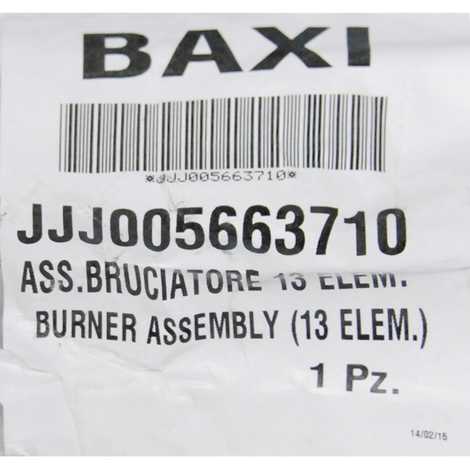 BAXI
*JJJ005663710*
JJJ005663710
ASS.BRUCIATORE 13 ELEM.
BURNER ASSEMBLY (13 ELEM.)
1 Pz.
14/02/15